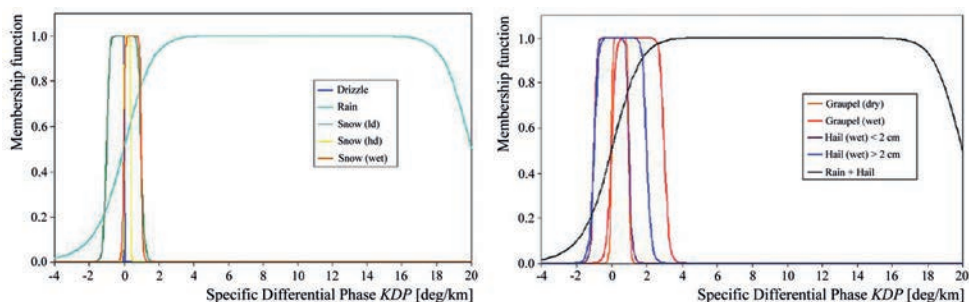 Membership function
1.0
0.8
0.6
0.4
0.2
0.0
-4
-2
0
2
4
6
8
10
12
14
16
18
20
Specific Differential Phase KDP [deg/km]
Drizzle
Rain
Snow (ld)
Snow (hd)
Snow (wet)
Membership function
1.0
0.8
0.6
0.4
0.2
0.0
-4
-2
0
2
4
6
8
10
12
14
16
18
20
Specific Differential Phase KDP [deg/km]
Graupel (dry)
Graupel (wet)
Hail (wet) < 2 cm
Hail (wet) > 2 cm
Rain + Hail